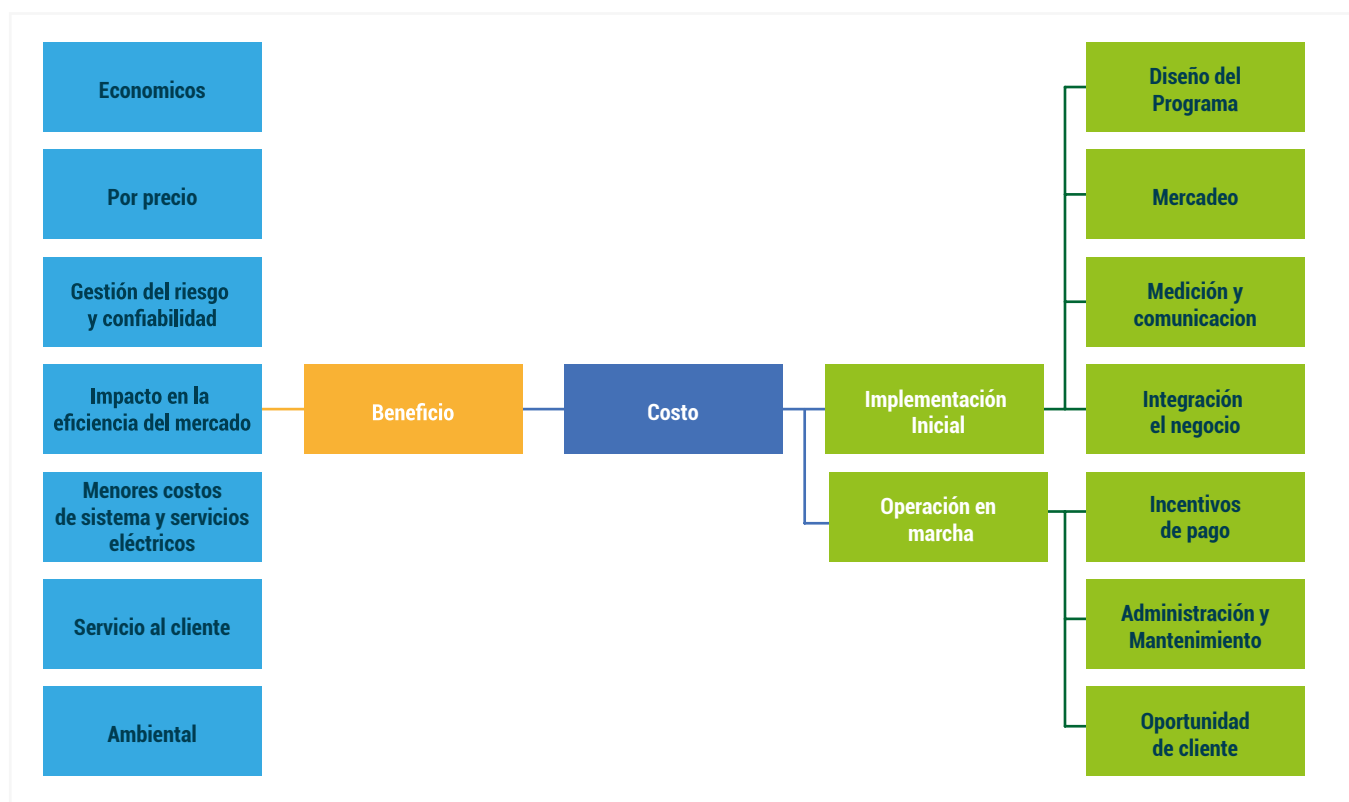 Economicos
Por precio
Gestión del riesgo
y confiabilidad
Impacto en la
eficiencia del mercado
Menores costos
de sistema y servicios
eléctricos
Servicio al cliente
Ambiental
Beneficio
Costo
Implementación
Inicial
Operación en
marcha
Diseño del
Programa
Mercadeo
Medición y
comunicacion
Integración
el negocio
Incentivos
de pago
Administración y
Mantenimiento
Oportunidad
de cliente